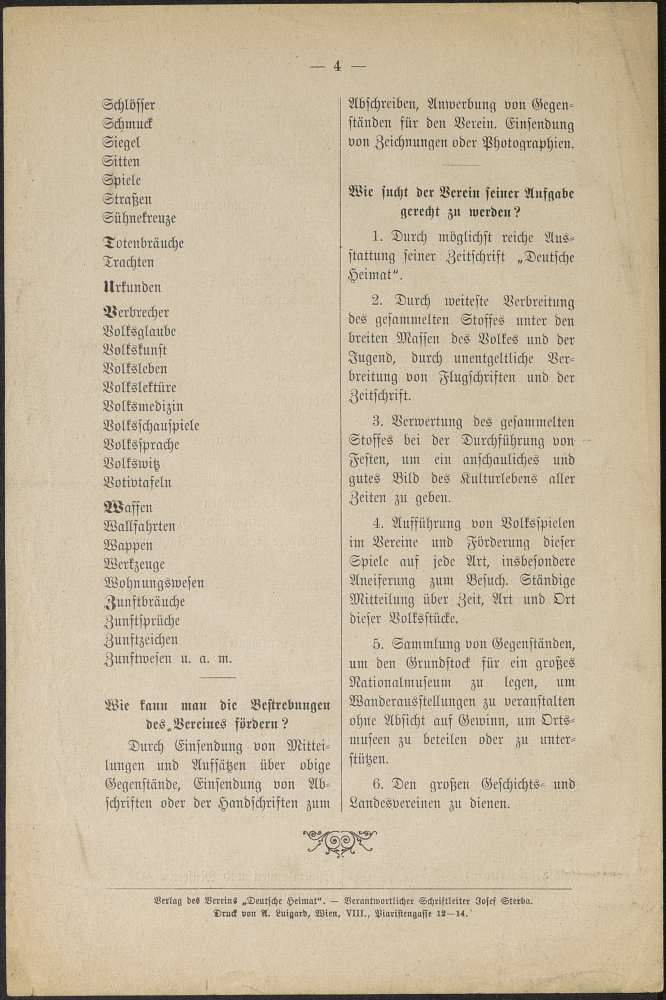 — 4 —
Schlösser
Schmuck
Siegel
Sitten
Spiele
Straßen
Sühnekreuze
Totenbräuche
Trachten
Urkunden
Verbrecher
Volksglaube
Volkskunst
Volksleben
Volkslektüre
Volksmedizin
Volksschauspiele
Volkssprache
Volkswitz
Votivtafeln
Waffen
Wallfahrten
Wappen
Werkzeuge
Wohnungswesen
Zunftbräuche
Zunftsprüche
Zunftzeichen
Zunftwesen u. a. m.
Wie kann man die Bestrebungen
des Vereines fördern?
Durch Einsendung von Mittei-
lungen und Aufsätzen über obige
Gegenstände, Einsendung von Ab-
schriften oder der Handschriften zum
Abschreiben, Anwerbung von Gegen-
ständen für den Verein. Einsendung
von Zeichnungen oder Photographien.
Wie sucht der Verein seiner Aufgabe
gerecht zu werden?
1. Durch möglichst reiche Aus-
stattung seiner Zeitschrift „Deutsche
Heimat“.
2. Durch weiteste Verbreitung
des gesammelten Stoffes unter den
breiten Massen des Volkes und der
Jugend, durch unentgeltliche Ver-
breitung von Flugschriften und der
Zeitschrift.
3. Verwertung des gesammelten
Stoffes bei der Durchführung von
Festen, um ein anschauliches und
gutes Bild des Kulturlebens aller
Zeiten zu geben.
4. Aufführung von Volksspielen
im Vereine und Förderung dieser
Spiele auf jede Art, insbesondere
Aneiferung zum Besuch. Ständige
Mitteilung über Zeit, Art und Ort
dieser Volksstücke.
5. Sammlung von Gegenständen,
um den Grundstock für ein großes
Nationalmuseum zu legen, um
Wanderausstellungen zu veranstalten
ohne Absicht auf Gewinn, um Orts-
museen zu beteilen oder zu unter-
stützen.
6. Den großen Geschichts- und
Landesvereinen zu dienen.
Verlag des Vereins „Deutsche Heimat“. — Verantwortlicher Schriftleiter Josef Sterba.
Druck von A. Luigard, Wien, VIII., Piaristengasse 12—14.